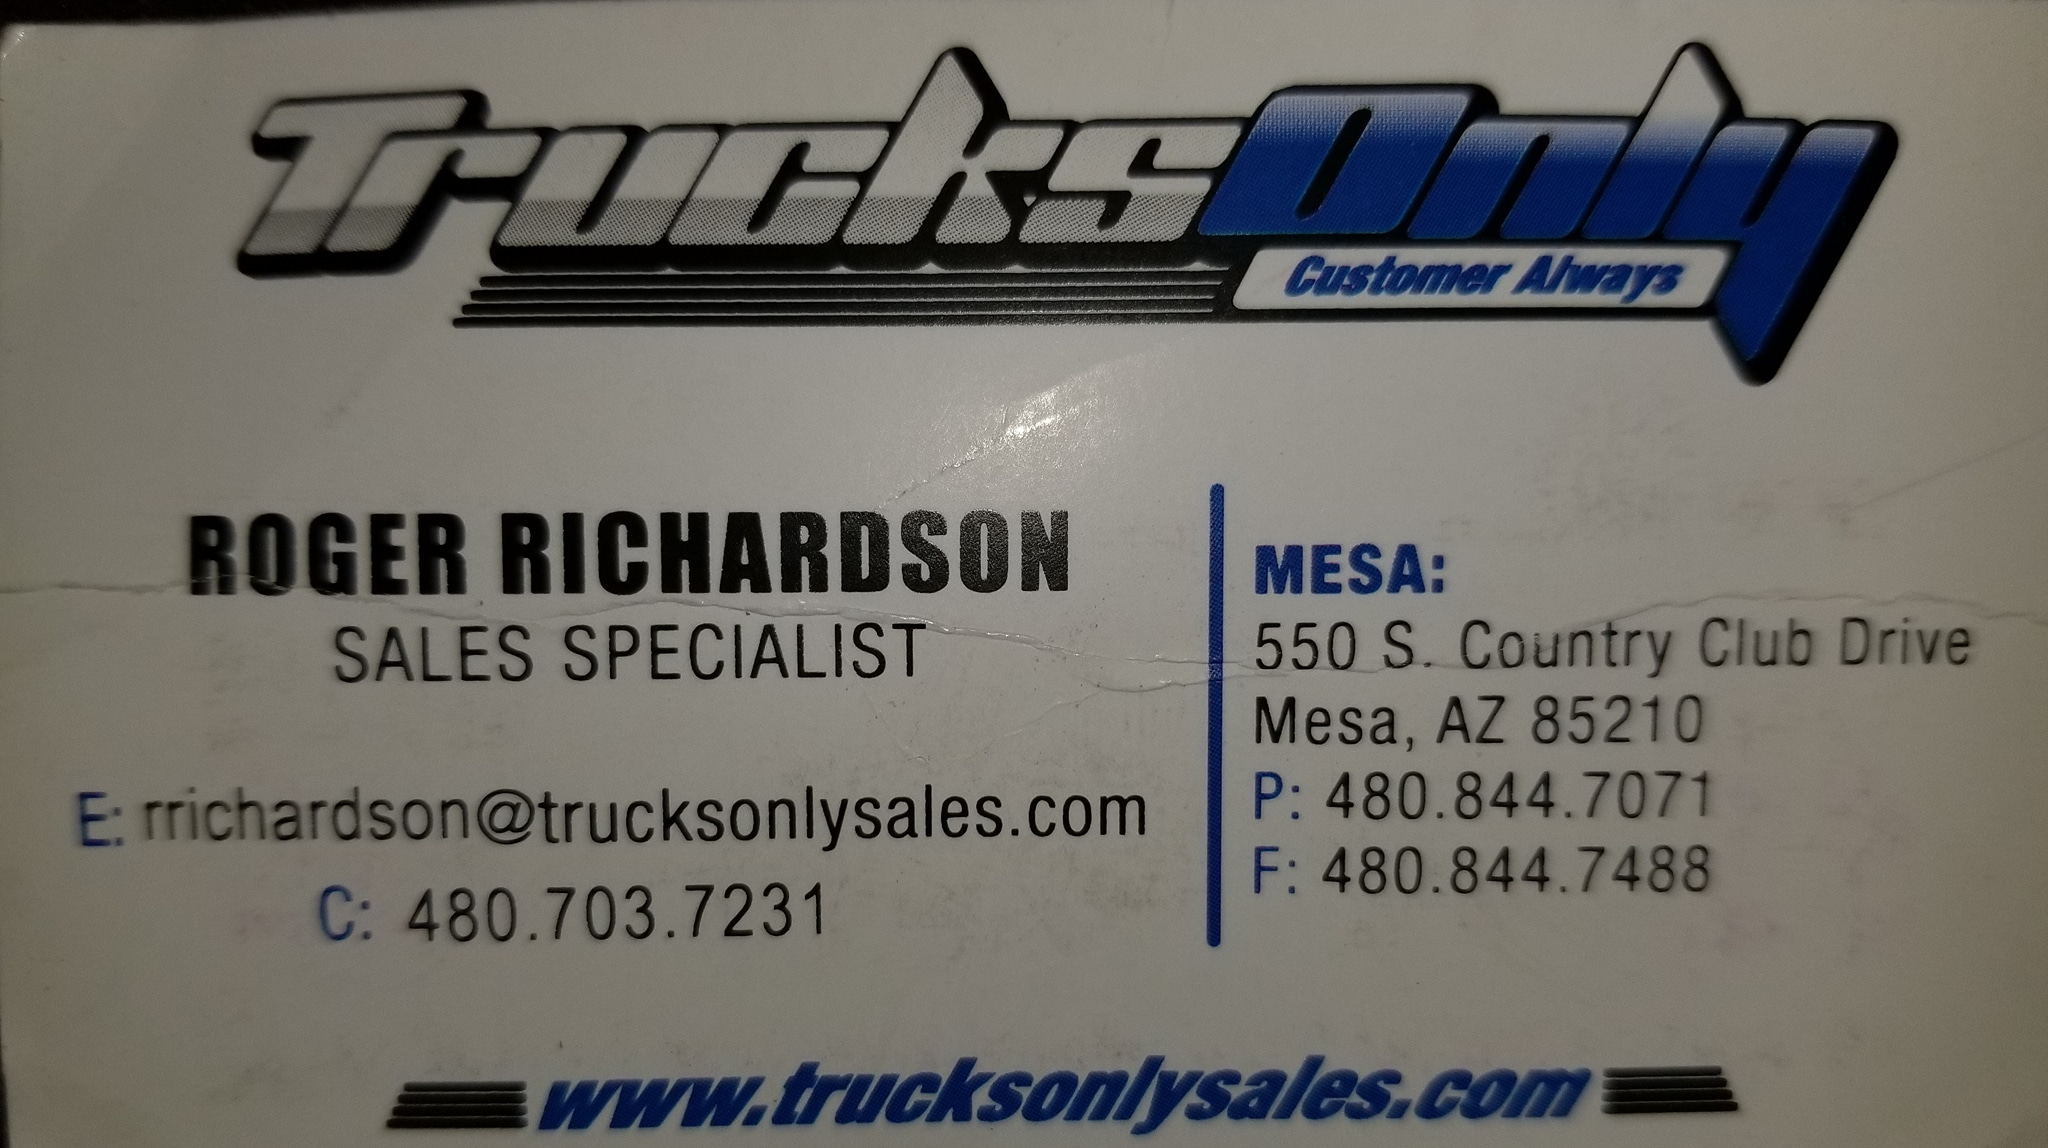 TrucksOnly
Customer Always
ROGER RICHARDSON
SALES SPECIALIST
E: rrichardson@trucksonlysales.com
C: 480.703.7231
MESA:
550 S. Country Club Drive
Mesa, AZ 85210
P: 480.844.7071
F: 480.844.7488
www.trucksonlysales.com